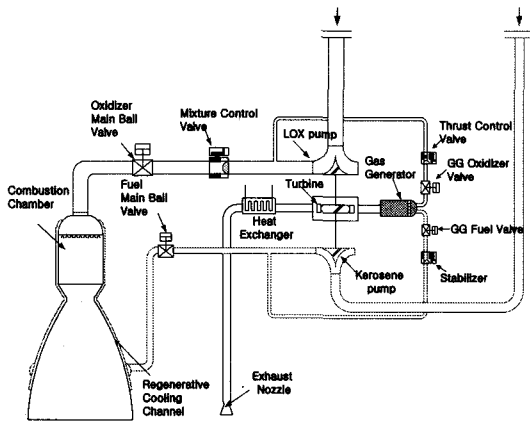 Oxidizer
Main Ball
Valve
Mixture Control
Valve
LOX pump
Thrust Control
Valve
Gas
Generator
GG Oxidizer
Valve
Combustion
Chamber
Fuel
Main Ball
Valve
Turbine
Heat
Exchanger
GG Fuel Valve
Kerosene
pump
Stabilizer
Regenerative
Cooling
Channel
Exhaust
Nozzle